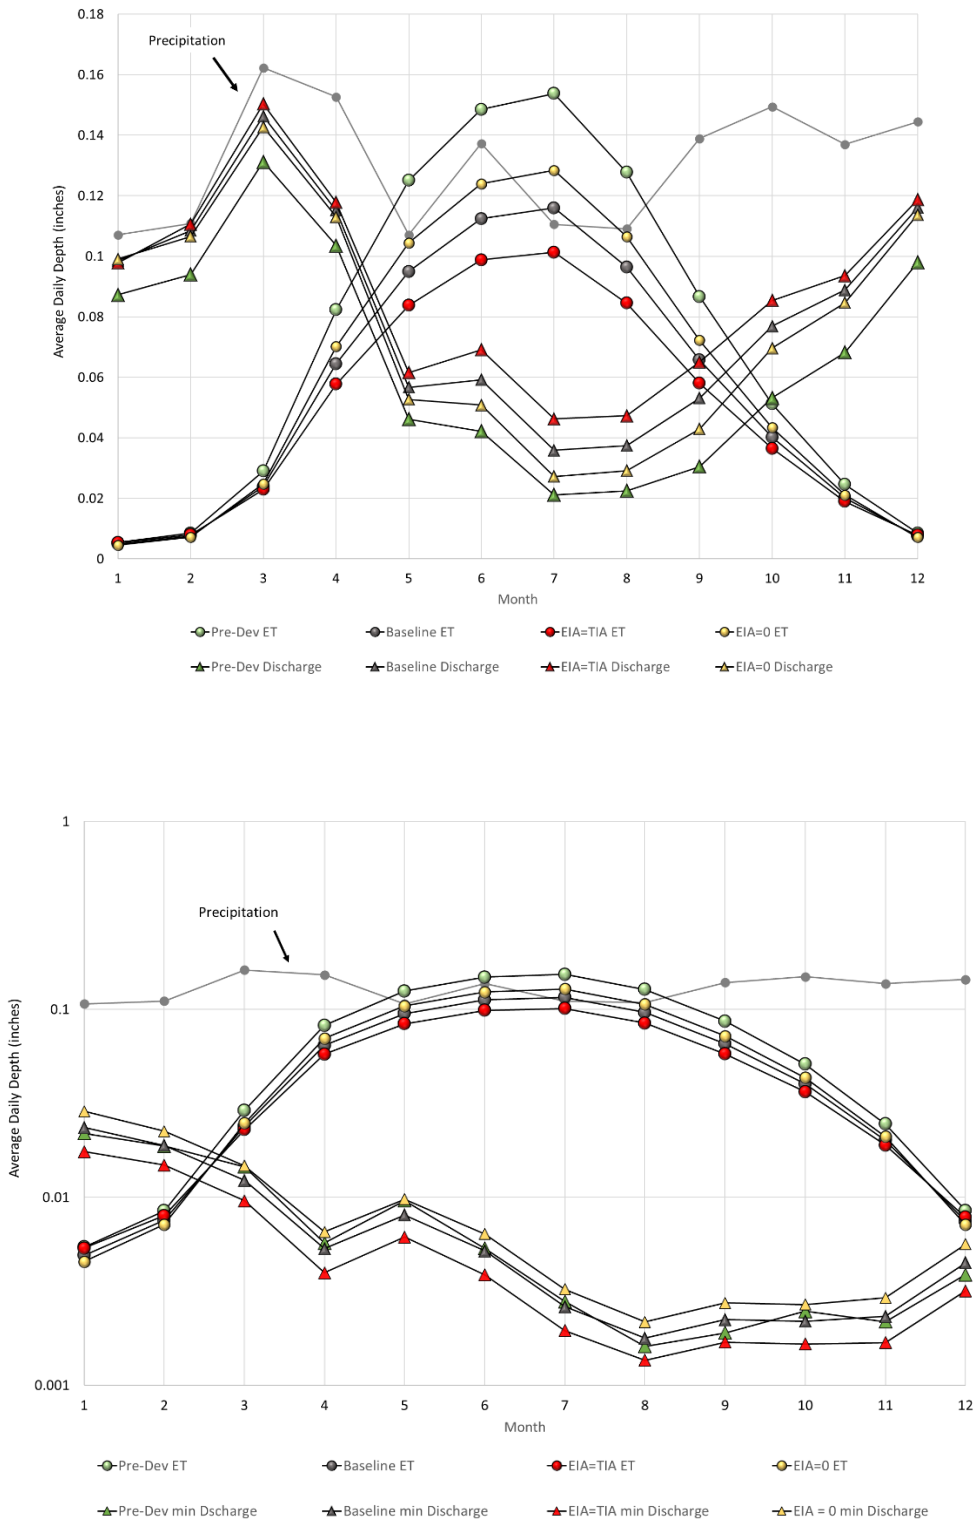 0.18
Precipitation
0.16
0.14
0.12
0.1
0.08
0.06
0.04
0.02
0
Average Daily Depth (inches)
1 2 3 4 5 6 7 8 9 10 11 12
Month
Pre-Dev ET Baseline ET EIA=TIA ET EIA=0 ET
Pre-Dev Discharge Baseline Discharge EIA=TIA Discharge EIA=0 Discharge
1
Precipitation
0.1
0.01
0.001
Average Daily Depth (inches)
1 2 3 4 5 6 7 8 9 10 11 12
Month
Pre-Dev ET Baseline ET EIA=TIA ET EIA=0 ET
Pre-Dev min Dscharge Baseline min Discharge EIA=TIA min Discharge EIA = 0 min Discharge